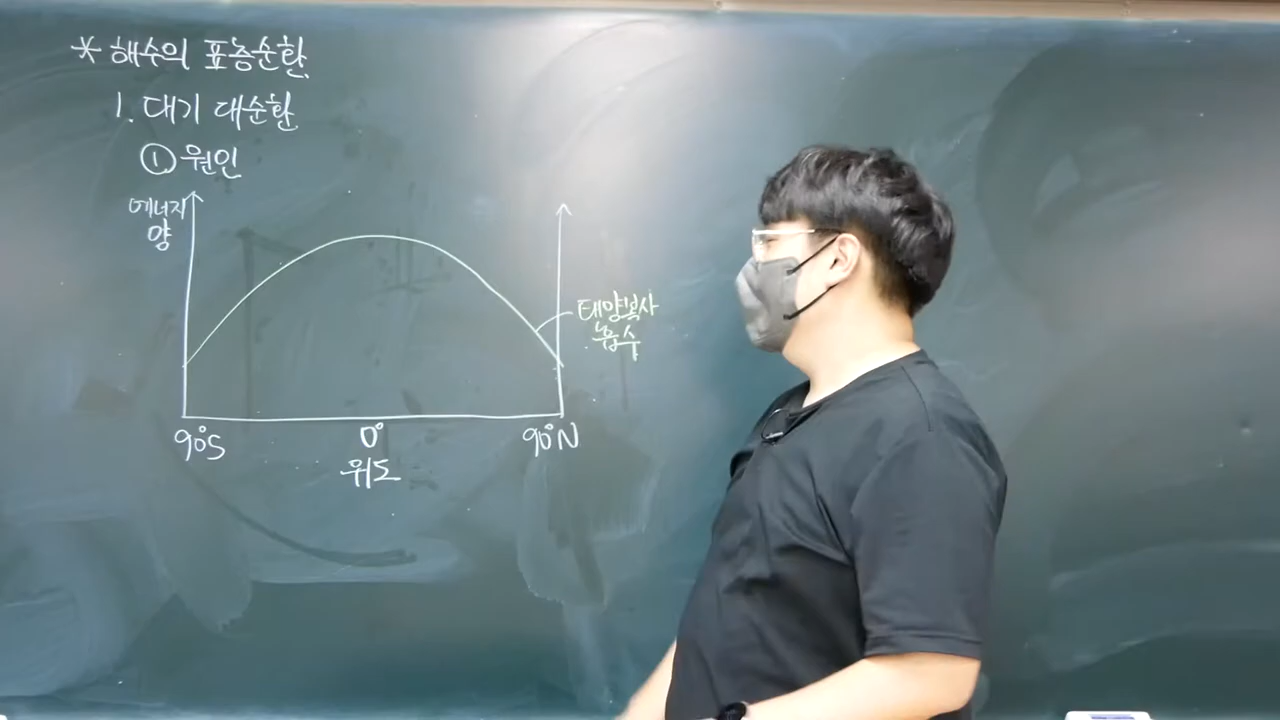 * 해수의 표층순환
1. 대기 대순환
① 원인
에너지
양
태양복사
흡수
90°S
0°
90°N
위도